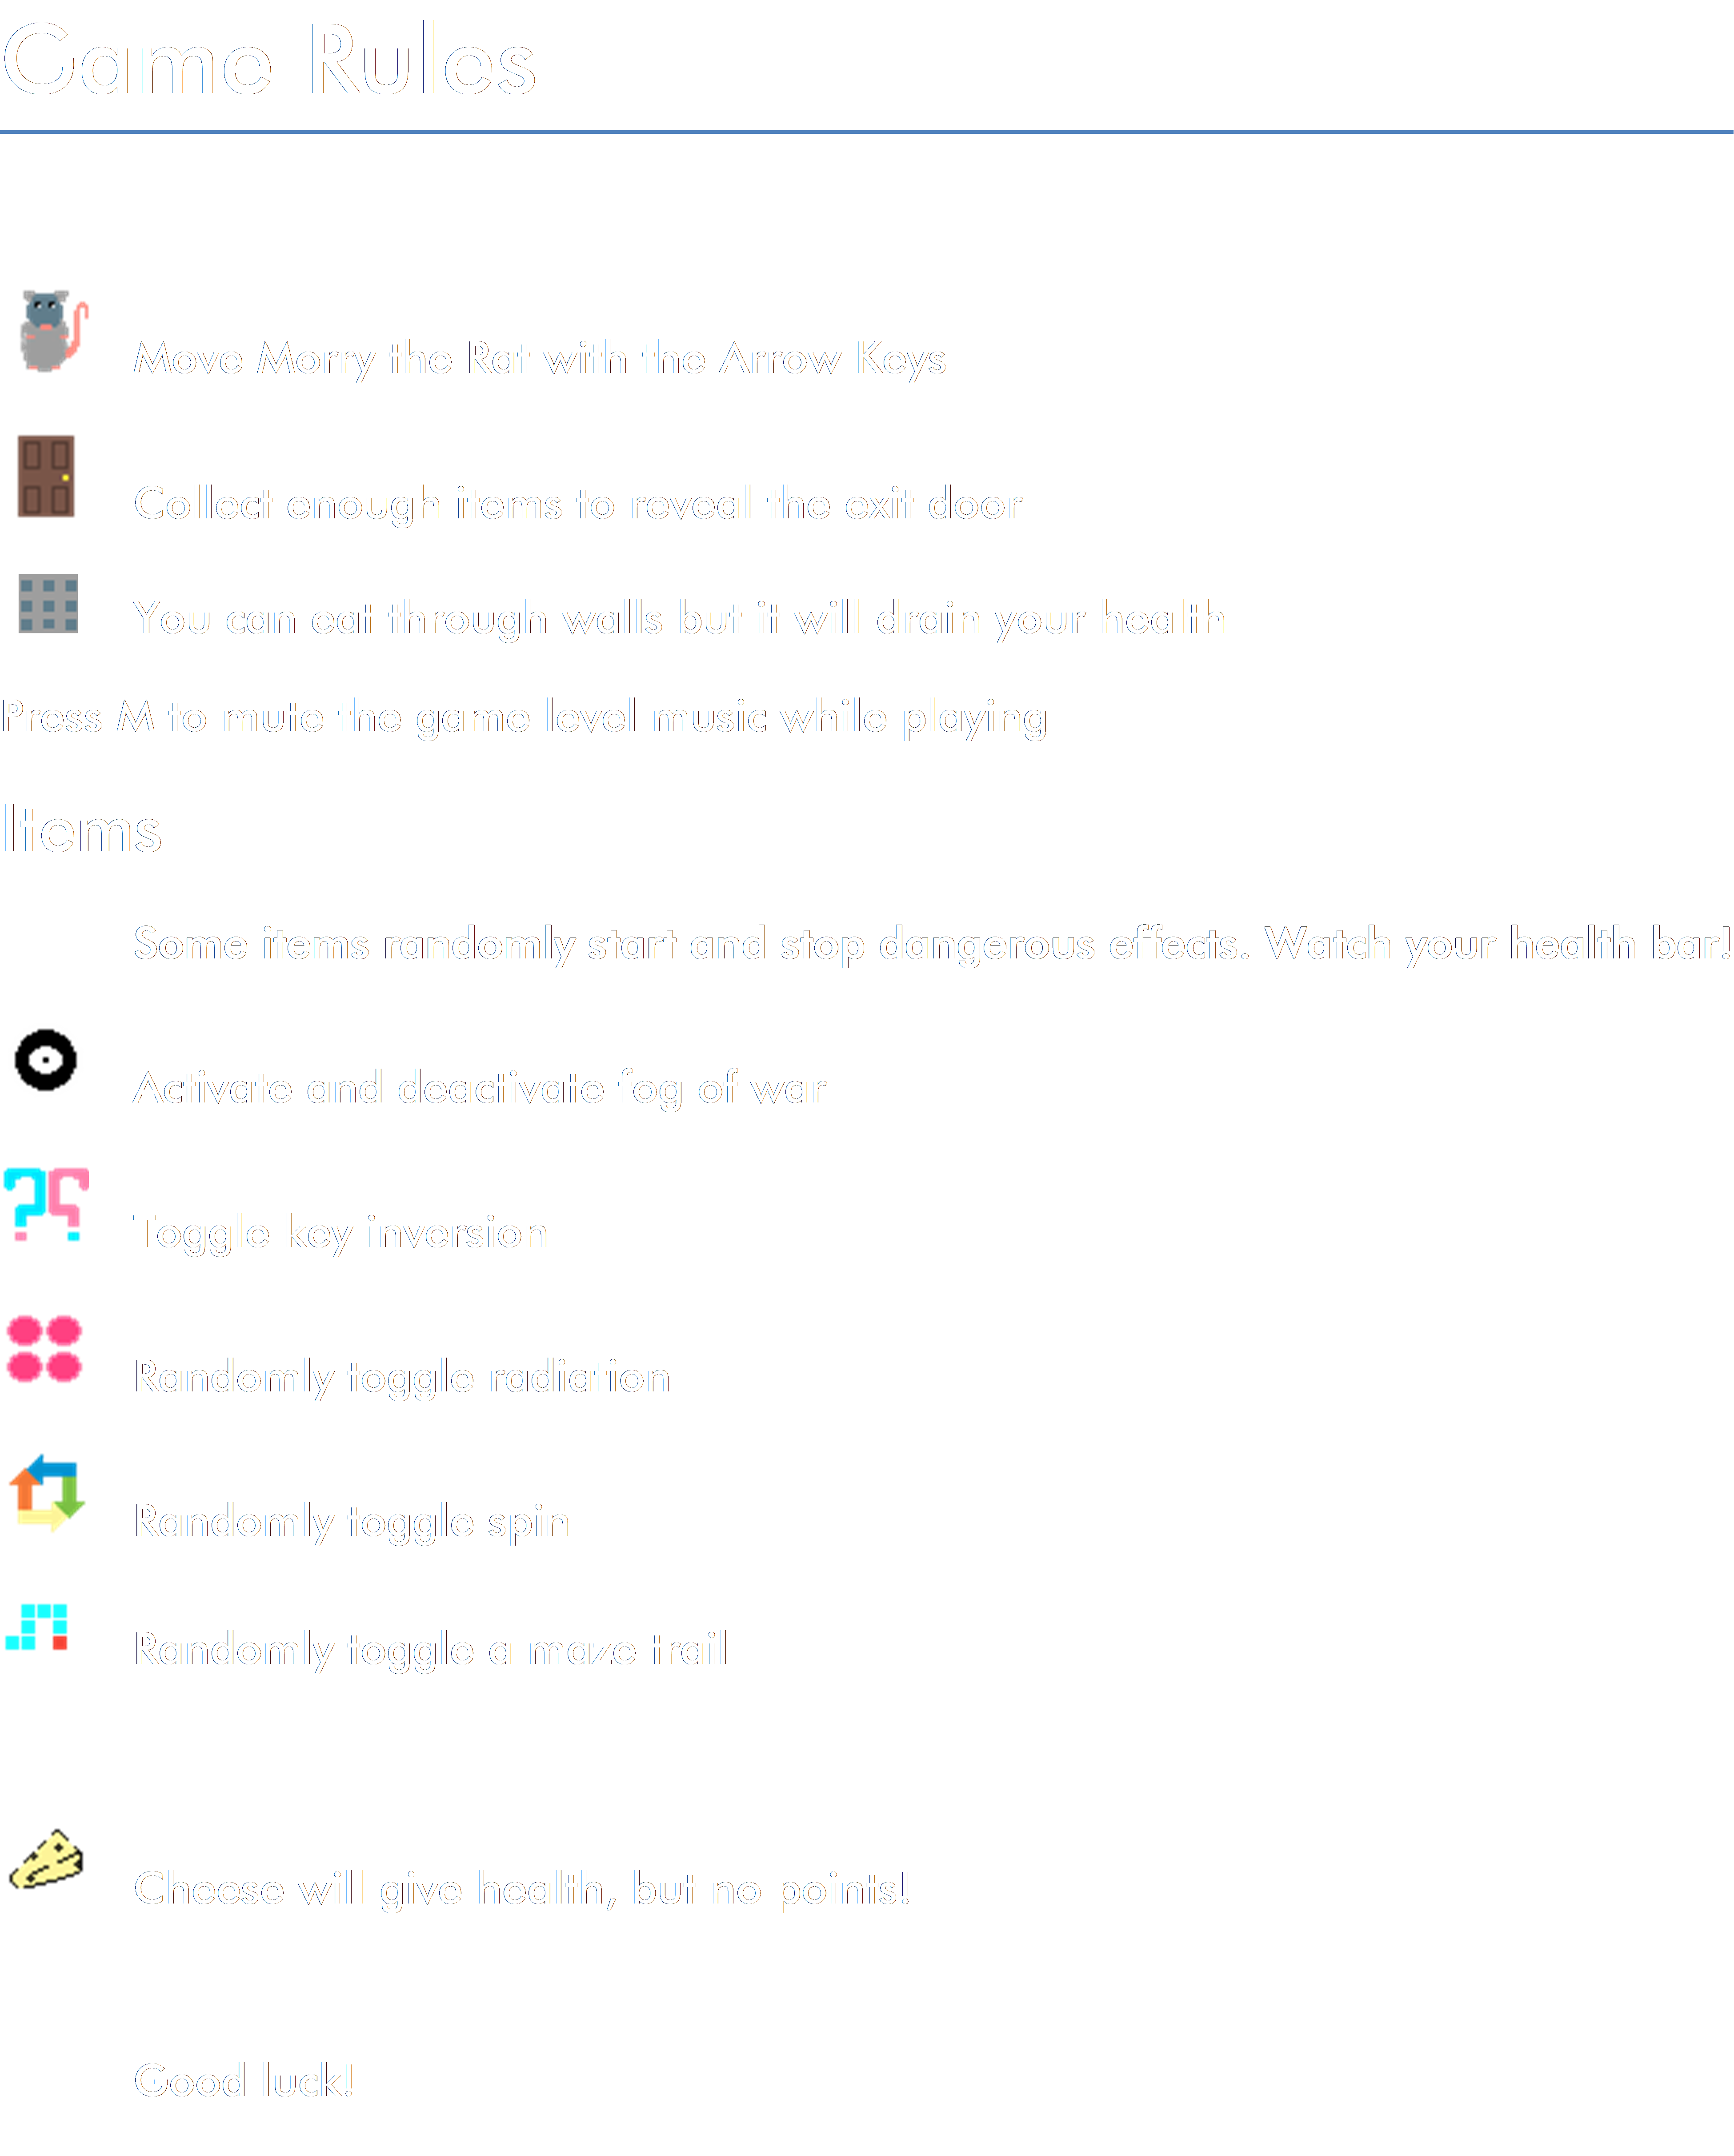 Game Rules
Move Morry the Rat with the Arrow Keys
Collect enough items to reveal the exit door
You can eat through walls but it will drain your health
Press M to mute the game level music while playing
Items
Some items randomly start and stop dangerous effects. Watch your health bar!
Activate and deactivate fog of war
Toggle key inversion
Randomly toggle radiation
Randomly toggle spin
Randomly toggle a maze trail
Cheese will give health, but no points!
Good luck!